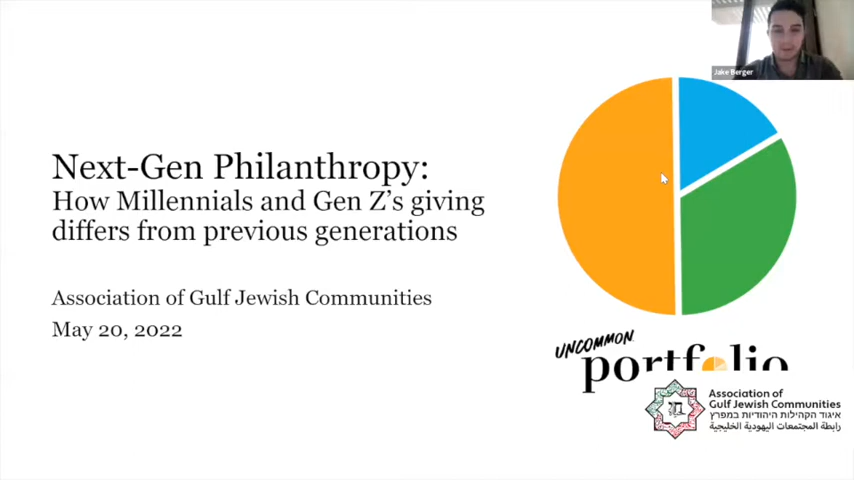 Jake Berger
Next-Gen Philanthropy:
How Millennials and Gen Z's giving
differs from previous generations
Association of Gulf Jewish Communities
May 20, 2022
UNCOMMON
portfolio
Association of
Gulf Jewish Communities
איגוד הקהילות היהודיות במפרץ
رابطة المجتمعات اليهودية الخليجية